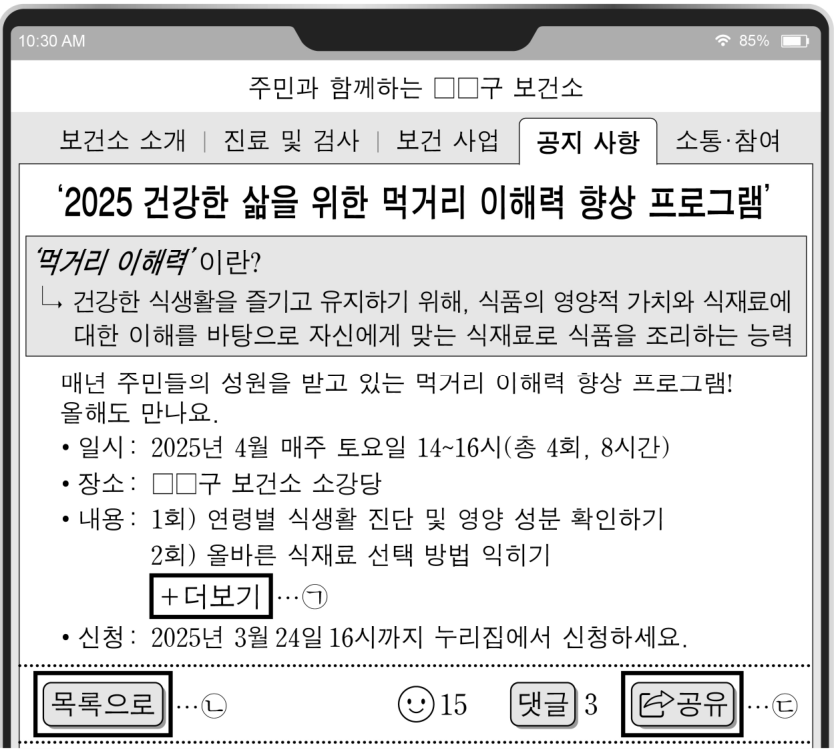 10:30 AM 85%
주민과 함께하는 □□구 보건소
보건소 소개 | 진료 및 검사 | 보건 사업 공지 사항 소통·참여
‘2025 건강한 삶을 위한 먹거리 이해력 향상 프로그램’
‘먹거리 이해력’이란?
↳ 건강한 식생활을 즐기고 유지하기 위해, 식품의 영양적 가치와 식재료에
대한 이해를 바탕으로 자신에게 맞는 식재료로 식품을 조리하는 능력
매년 주민들의 성원을 받고 있는 먹거리 이해력 향상 프로그램!
올해도 만나요.
• 일시 : 2025년 4월 매주 토요일 14~16시(총 4회, 8시간)
• 장소 : □□구 보건소 소강당
• 내용 : 1회) 연령별 식생활 진단 및 영양 성분 확인하기
2회) 올바른 식재료 선택 방법 익히기
+더보기 …㉠
• 신청 : 2025년 3월 24일 16시까지 누리집에서 신청하세요.
목록으로 …㉡ 15 댓글 3 공유 …㉢